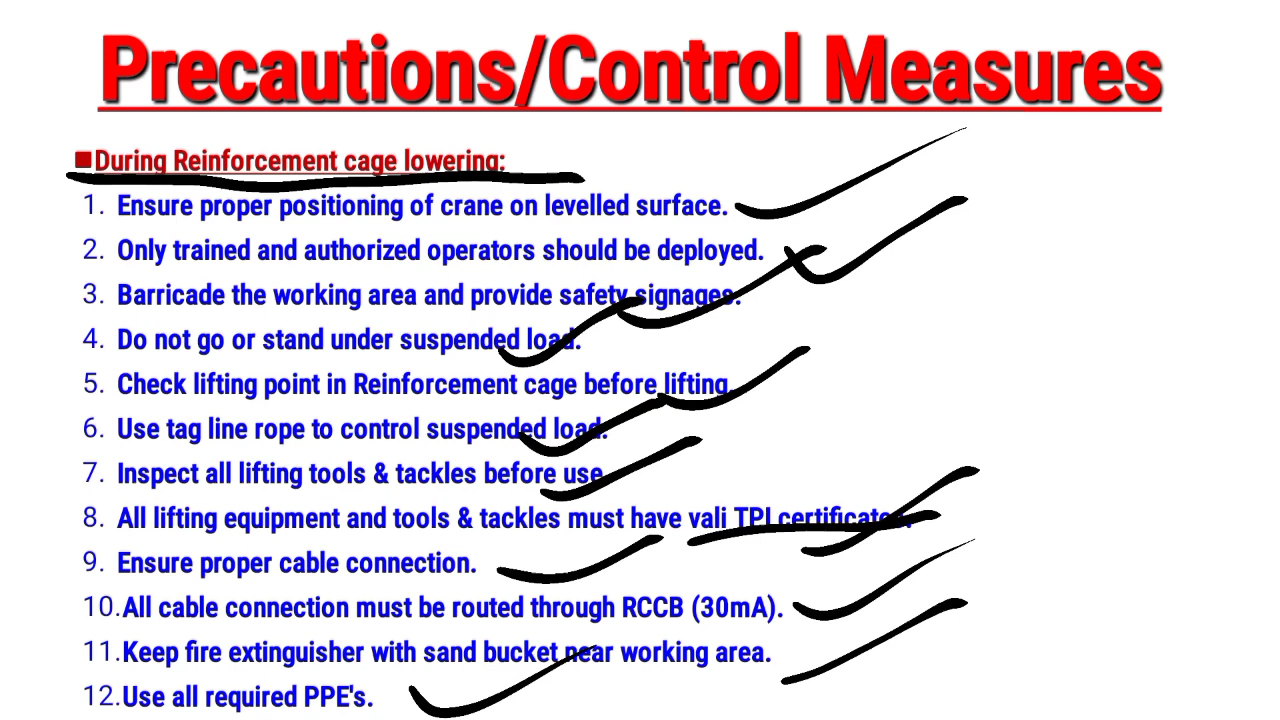 Precautions/Control Measures
During Reinforcement cage lowering:
1. Ensure proper positioning of crane on levelled surface.
2. Only trained and authorized operators should be deployed.
3. Barricade the working area and provide safety signages.
4. Do not go or stand under suspended load.
5. Check lifting point in Reinforcement cage before lifting.
6. Use tag line rope to control suspended load.
7. Inspect all lifting tools & tackles before use.
8. All lifting equipment and tools & tackles must have vali TPI certificates.
9. Ensure proper cable connection.
10. All cable connection must be routed through RCCB (30mA).
11. Keep fire extinguisher with sand bucket near working area.
12. Use all required PPE's.